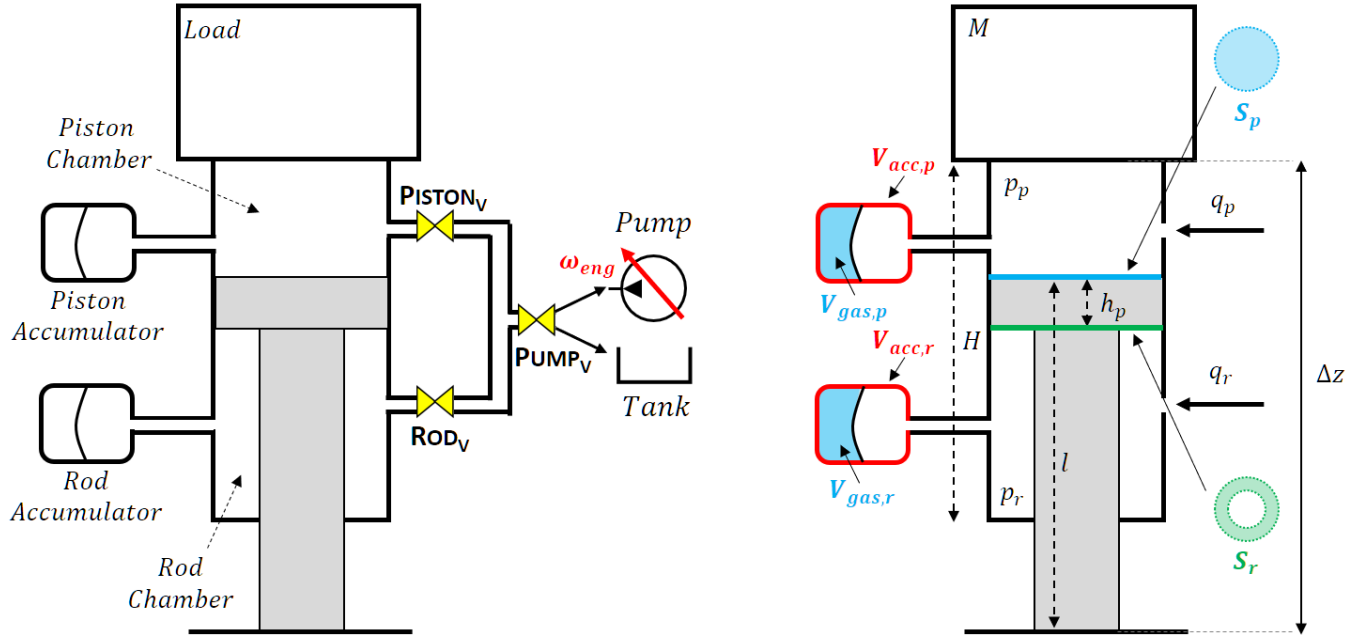 Load
Piston
Chamber
PISTONV
Pump
ωeng
Piston
Accumulator
PUMPV
Tank
RODV
Rod
Accumulator
Rod
Chamber
M
Sp
Vacc,p
pp
qp
Vgas,p
hp
Vacc,r
H
qr
Δz
l
Vgas,r
pr
Sr